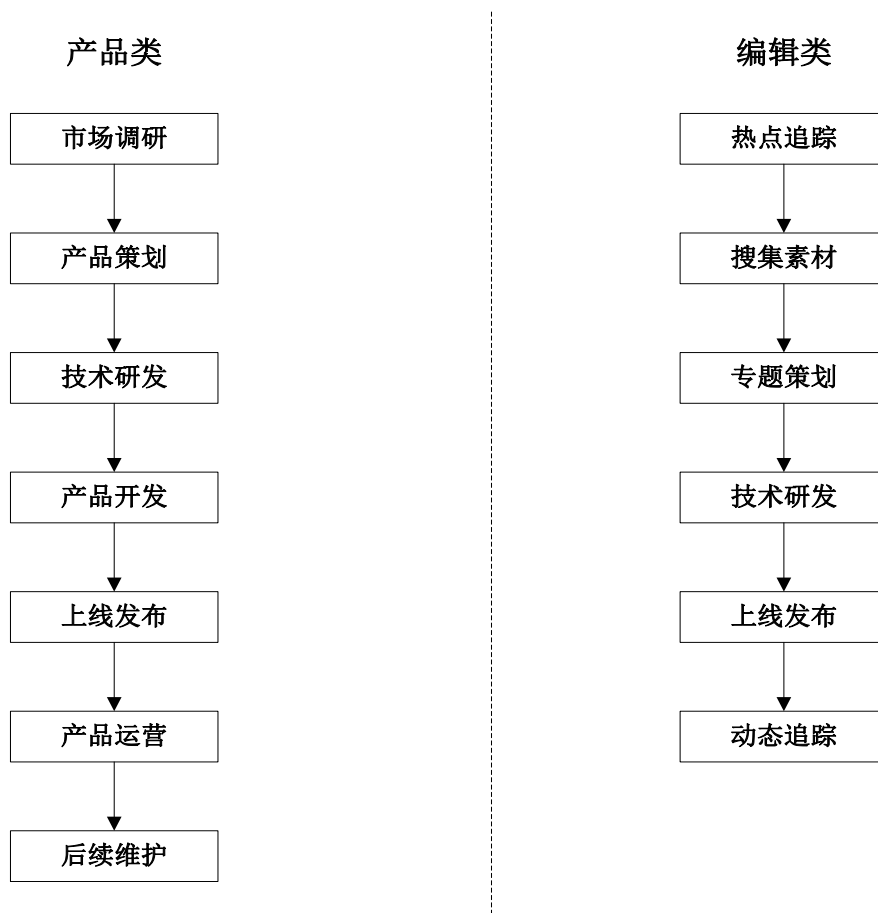 产品类
市场调研
产品策划
技术研发
产品开发
上线发布
产品运营
后续维护
编辑类
热点追踪
搜集素材
专题策划
技术研发
上线发布
动态追踪